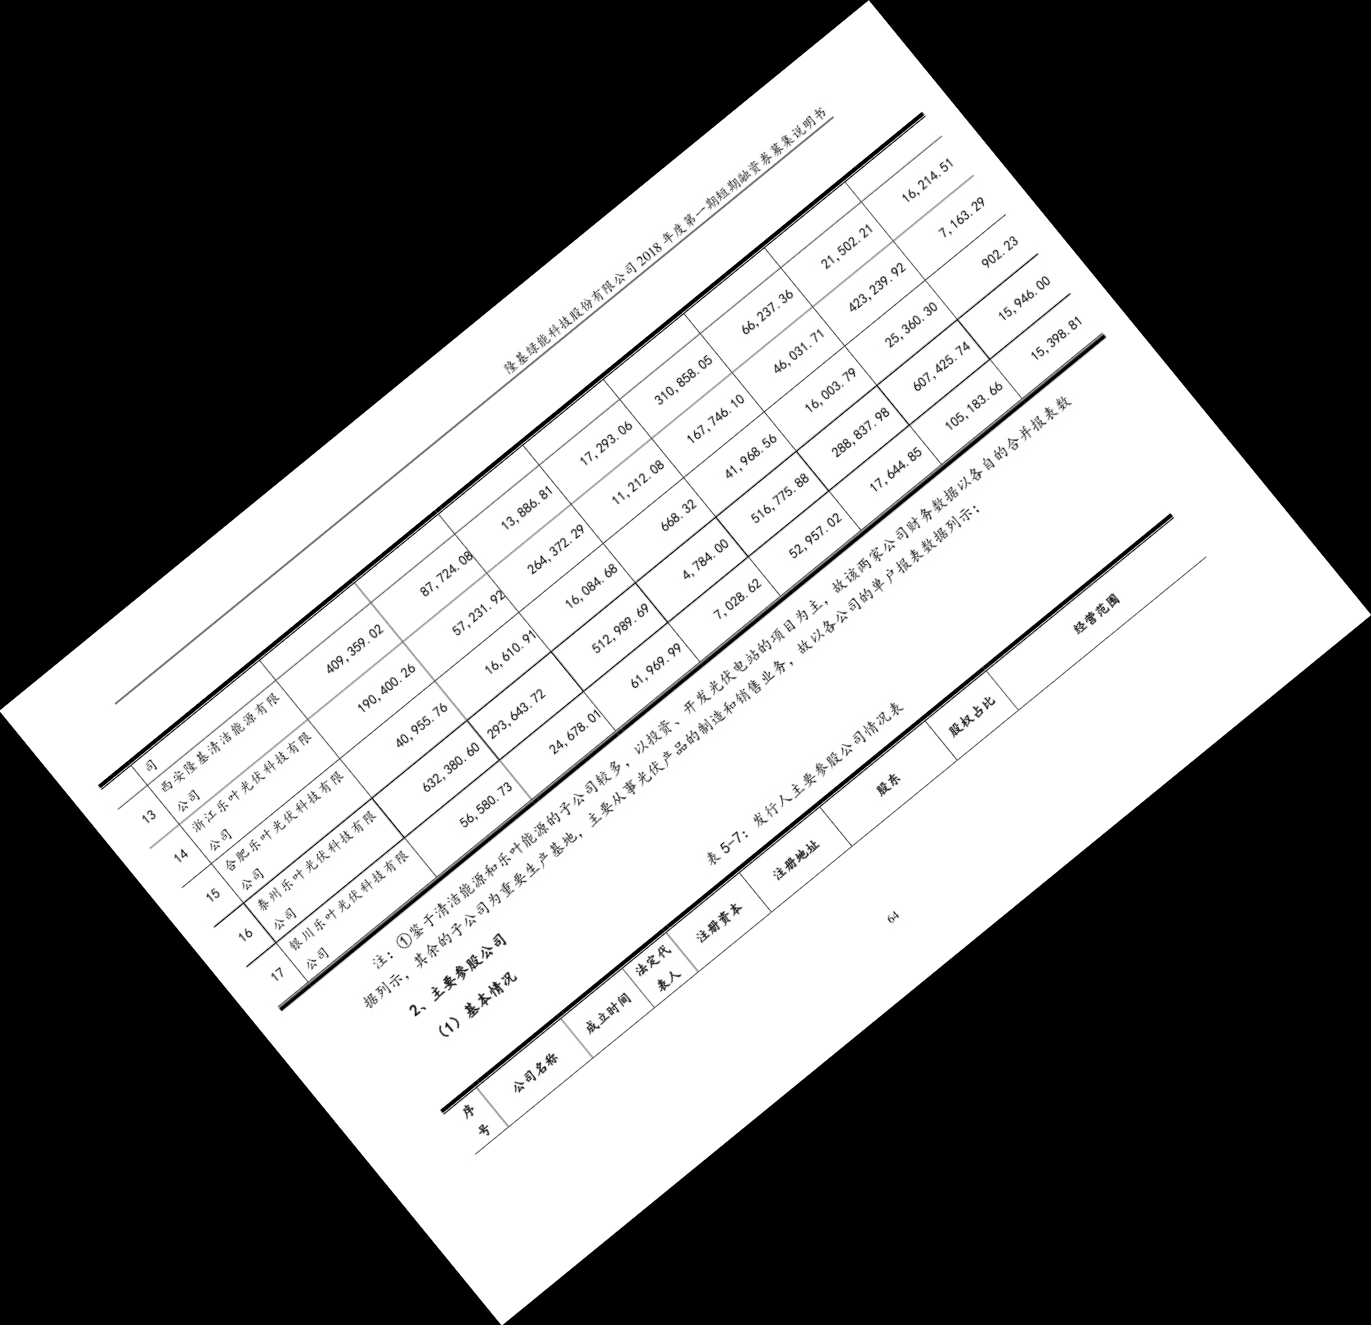 隆基绿能科技股份有限公司 2018 年度第一期短期融资券募集说明书
司
13 西安隆基清洁能源有限 409,359.02 87,724.08 13,886.81 17,293.06 310,858.05 66,237.36 21,502.21 16,214.51
公司
14 浙江乐叶光伏科技有限 190,400.26 57,231.92 264,372.29 11,212.08 167,746.10 46,031.71 423,239.92 7,163.29
公司
15 合肥乐叶光伏科技有限 40,955.76 16,610.91 16,084.68 668.32 41,968.56 16,003.79 25,360.30 902.23
公司
16 泰州乐叶光伏科技有限 632,380.60 293,643.72 512,989.69 4,784.00 516,775.88 288,837.98 607,425.74 15,946.00
公司
17 银川乐叶光伏科技有限 56,580.73 24,678.01 61,969.99 7,028.62 52,957.02 17,644.85 105,183.66 15,398.81
公司
注：①鉴于清洁能源和乐叶能源的子公司较多，以投资、开发光伏电站的项目为主，故该两家公司财务数据以各自的合并报表数
据列示，其余的子公司为重要生产基地，主要从事光伏产品的制造和销售业务，故以各公司的单户报表数据列示；
2、主要参股公司
（1）基本情况
表 5-7：发行人主要参股公司情况表
序 公司名称 成立时间 法定代 注册资本 注册地址 股东 股权占比 经营范围
号 表人
64